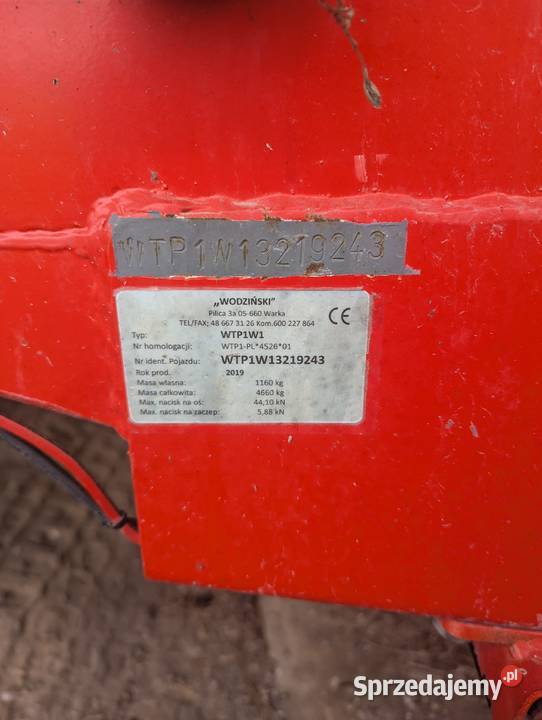 WTP1W13219243
„WODZIŃSKI"
Pilica 3a 05-660 Warka
TEL/FAX; 48 667 31 26 Kom.600 227 864
CE
Typ: WTP1W1
Nr homologacji: WTP1-PL*4526*01
Nr ident. Pojazdu: WTP1W13219243
Rok prod. 2019
Masa własna: 1160 kg
Masa całkowita: 4660 kg
Max. nacisk na oś: 44,10 kN
Max. nacisk na zaczep: 5,88 kN
Sprzedajemy.pl